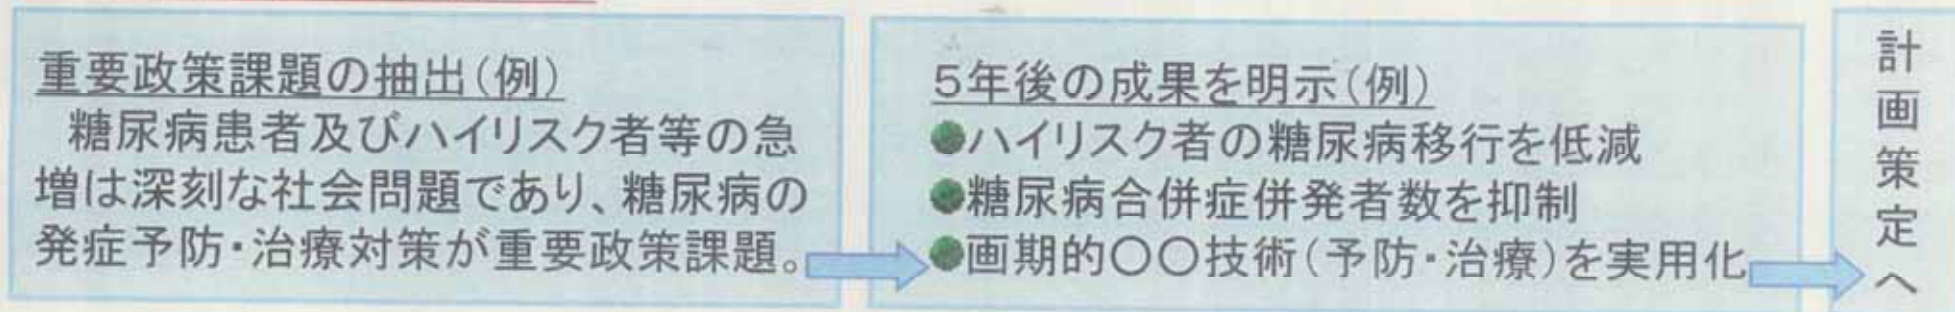 重要政策課題の抽出(例)
糖尿病患者及びハイリスク者等の急
増は深刻な社会問題であり、糖尿病の
発症予防・治療対策が重要政策課題。
5年後の成果を明示(例)
●ハイリスク者の糖尿病移行を低減
●糖尿病合併症併発者数を抑制
●画期的〇〇技術(予防・治療)を実用化
計画策定へ